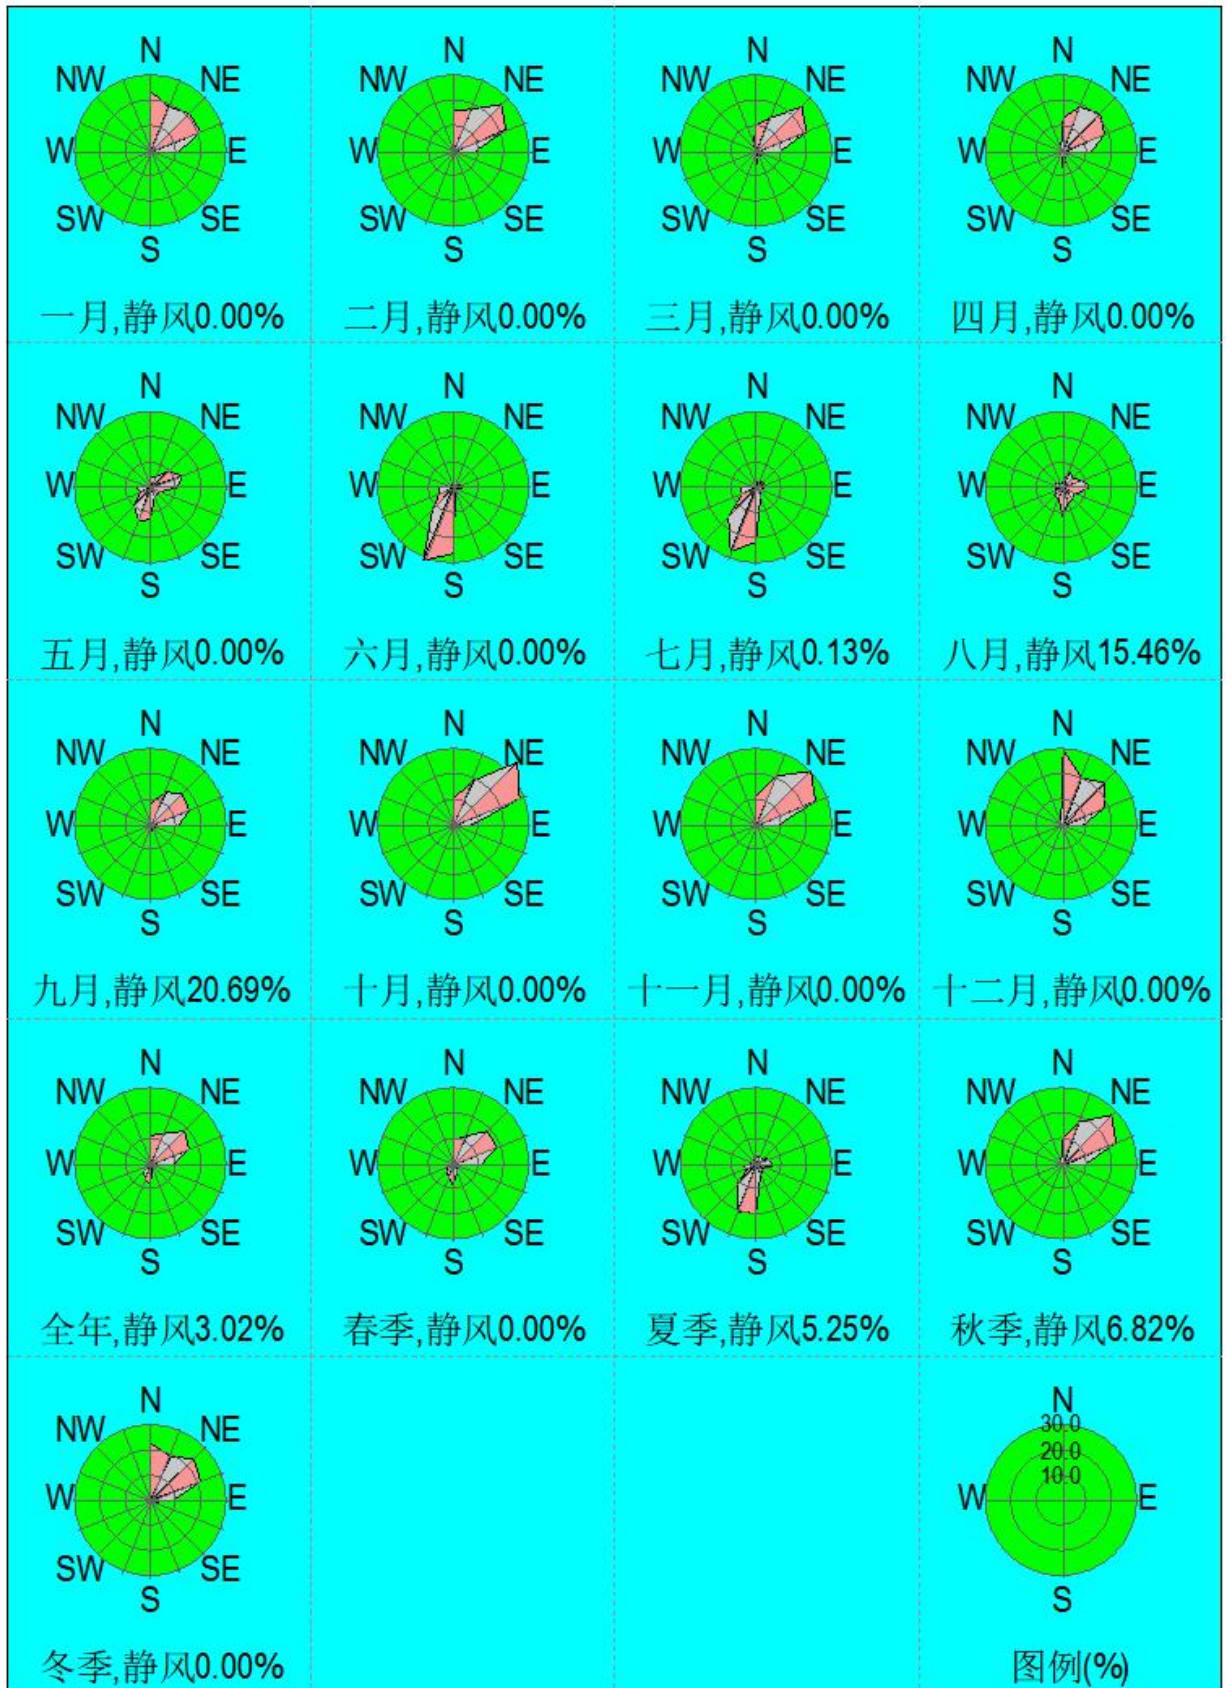 N
NW NE
W E
SW SE
S
一月,静风0.00%
N
NW NE
W E
SW SE
S
二月,静风0.00%
N
NW NE
W E
SW SE
S
三月,静风0.00%
N
NW NE
W E
SW SE
S
四月,静风0.00%
N
NW NE
W E
SW SE
S
五月,静风0.00%
N
NW NE
W E
SW SE
S
六月,静风0.00%
N
NW NE
W E
SW SE
S
七月,静风0.13%
N
NW NE
W E
SW SE
S
八月,静风15.46%
N
NW NE
W E
SW SE
S
九月,静风20.69%
N
NW NE
W E
SW SE
S
十月,静风0.00%
N
NW NE
W E
SW SE
S
十一月,静风0.00%
N
NW NE
W E
SW SE
S
十二月,静风0.00%
N
NW NE
W E
SW SE
S
全年,静风3.02%
N
NW NE
W E
SW SE
S
春季,静风0.00%
N
NW NE
W E
SW SE
S
夏季,静风5.25%
N
NW NE
W E
SW SE
S
秋季,静风6.82%
N
NW NE
W E
SW SE
S
冬季,静风0.00%
N
30.0
20.0
10.0
W E
S
图例(%)